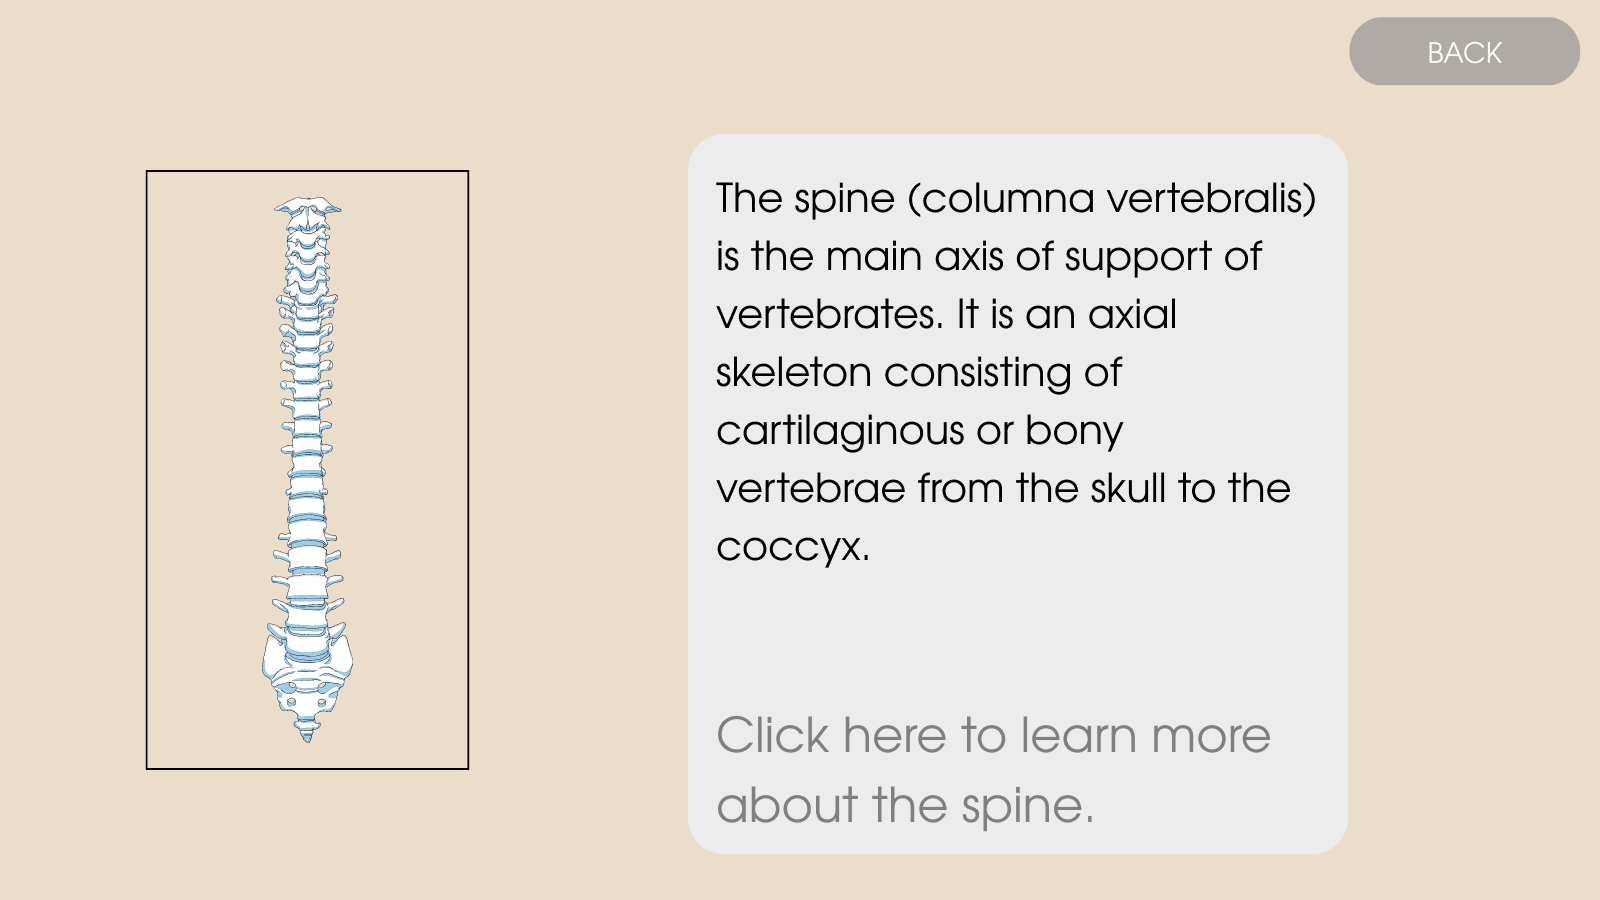 BACK
The spine (columna vertebralis)
is the main axis of support of
vertebrates. It is an axial
skeleton consisting of
cartilaginous or bony
vertebrae from the skull to the
coccyx.
Click here to learn more
about the spine.